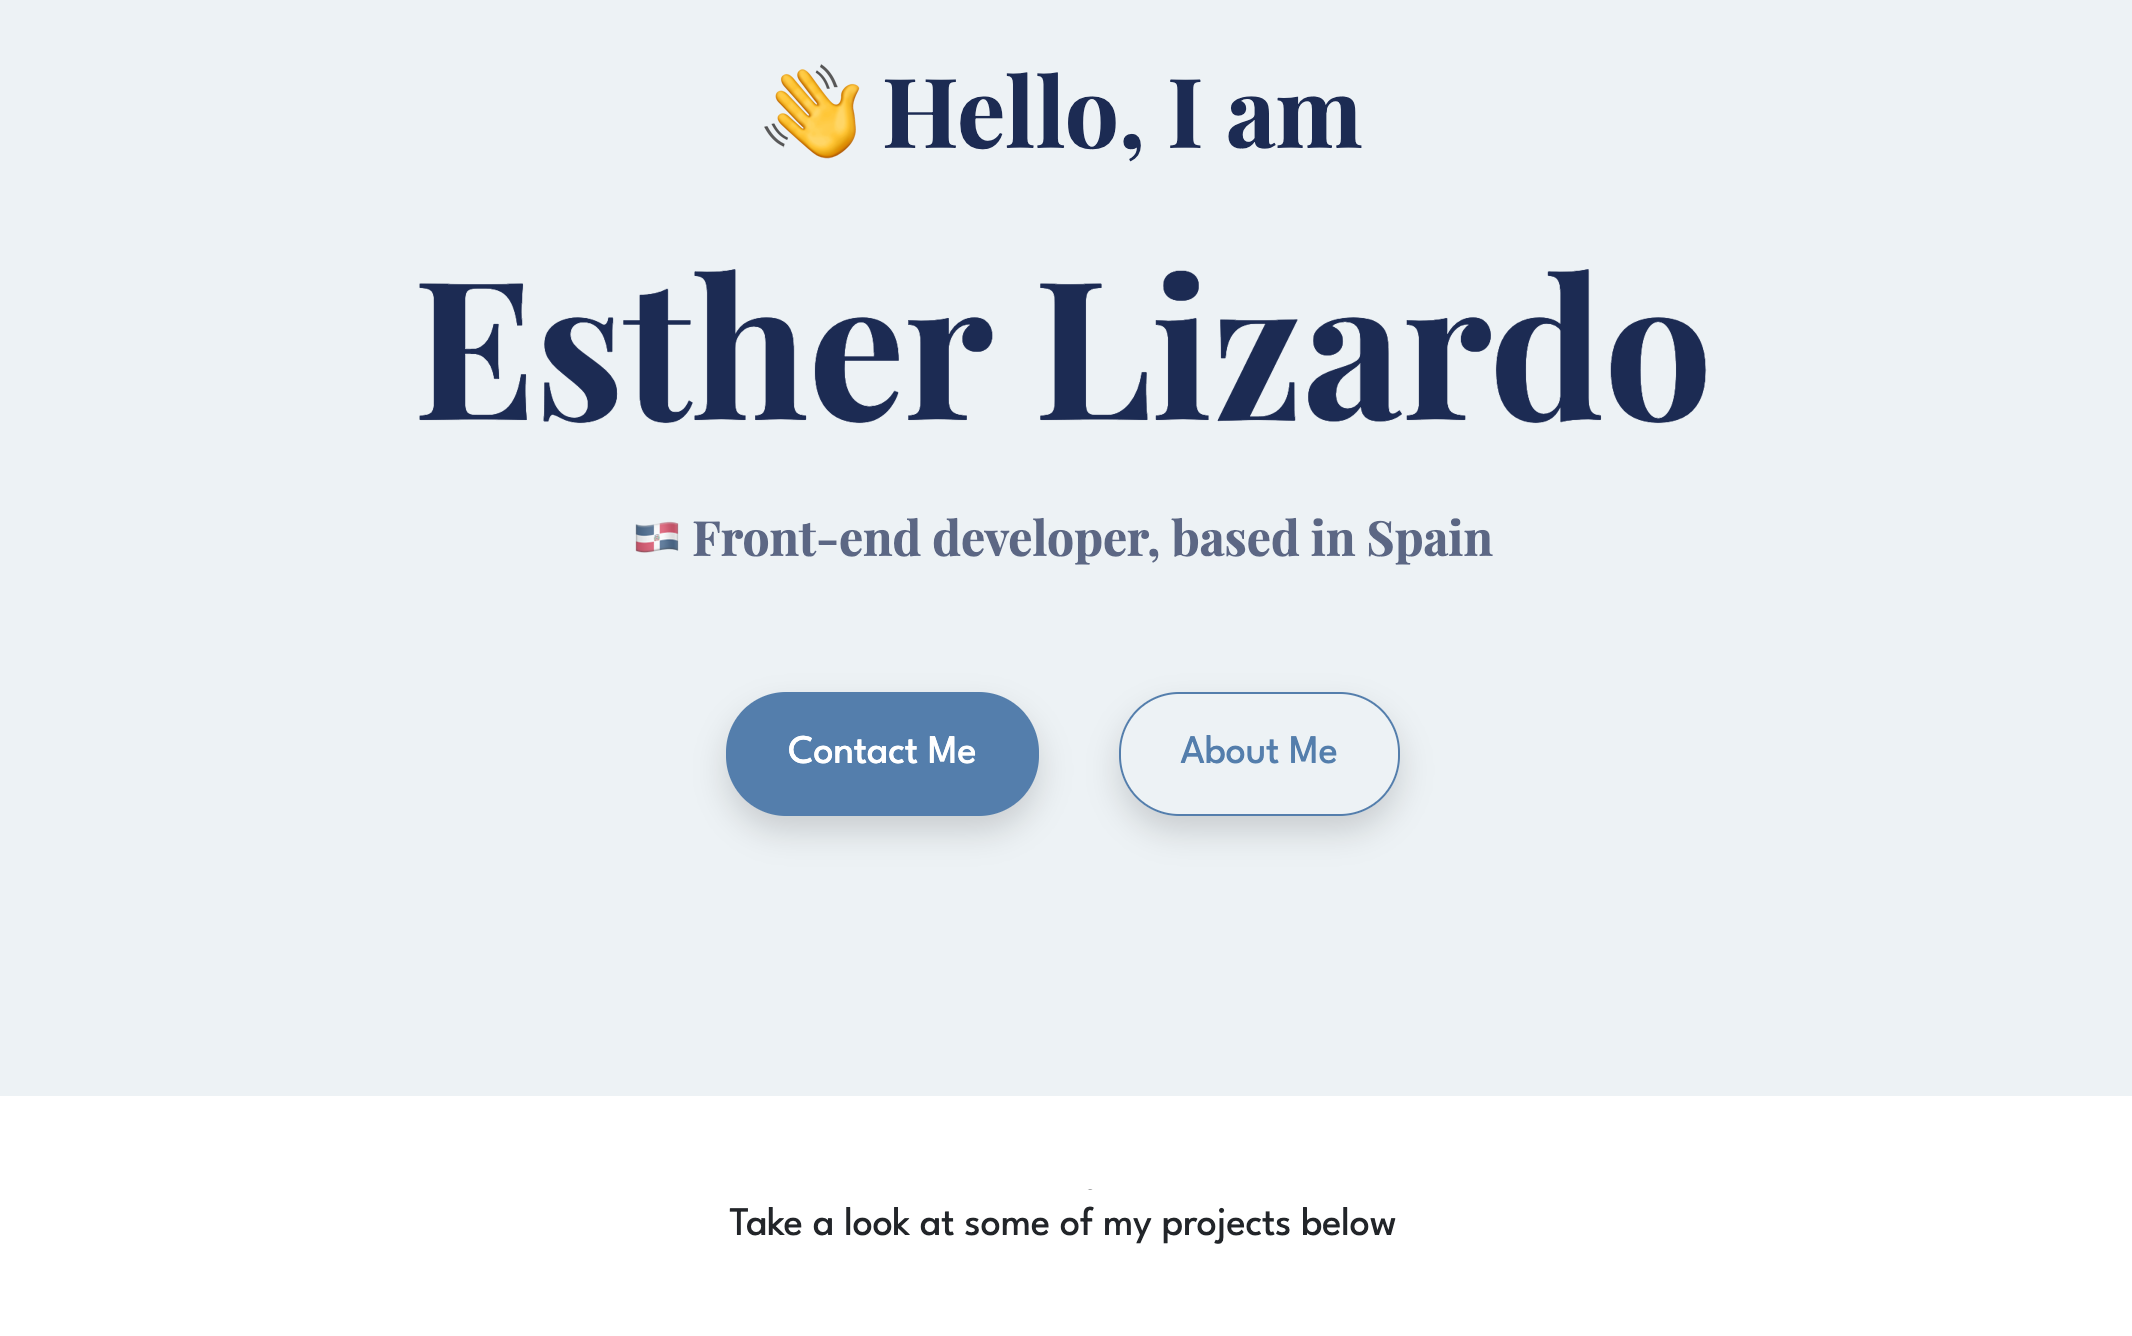 👋 Hello, I am
Esther Lizardo
🇩🇴 Front-end developer, based in Spain
Contact Me
About Me
Take a look at some of my projects below